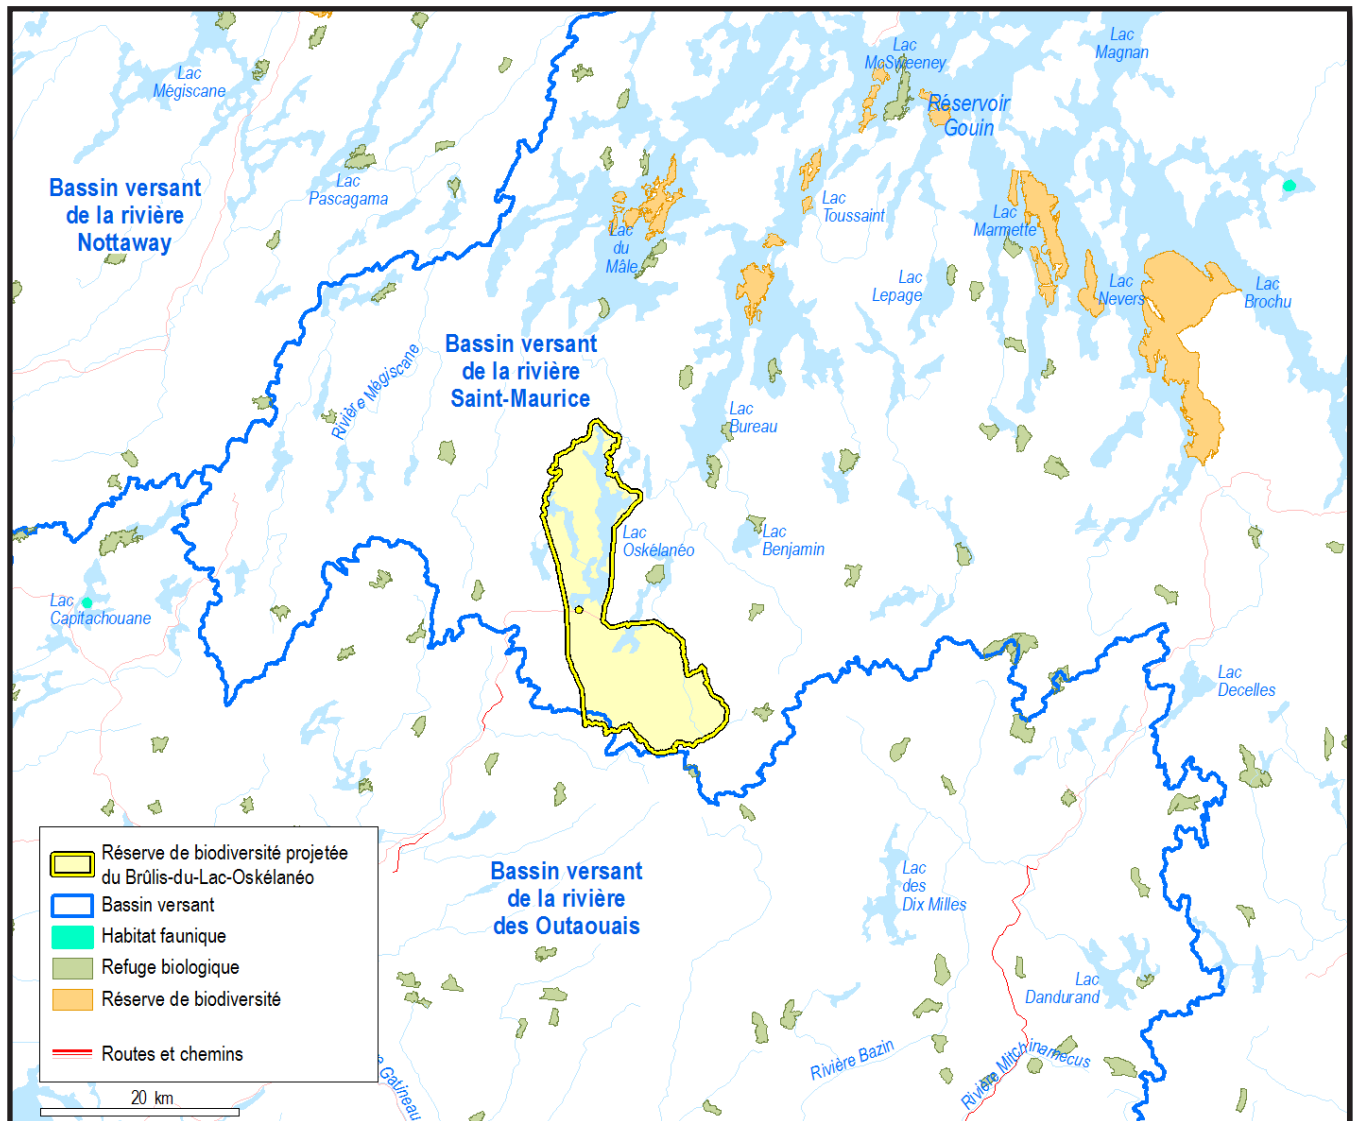 Lac
Mégiscane
Lac
McSweeney
Lac
Magnan
Réservoir
Gouin
Bassin versant
de la rivière
Nottaway
Lac
Pascagama
Lac
du
Mâle
Lac
Toussaint
Lac
Marmette
Lac
Lepage
Lac
Nevers
Lac
Brochu
Rivière Mégiscane
Bassin versant
de la rivière
Saint-Maurice
Lac
Bureau
Lac
Oskélanéo
Lac
Benjamin
Lac
Capitachouane
Lac
Decelles
Bassin versant
de la rivière
des Outaouais
Lac
des
Dix Milles
Lac
Dandurand
Rivière Bazin
Rivière Mitchinamecus
e Gatineau
Réserve de biodiversité projetée
du Brûlis-du-Lac-Oskélanéo
Bassin versant
Habitat faunique
Refuge biologique
Réserve de biodiversité
Routes et chemins
20 km